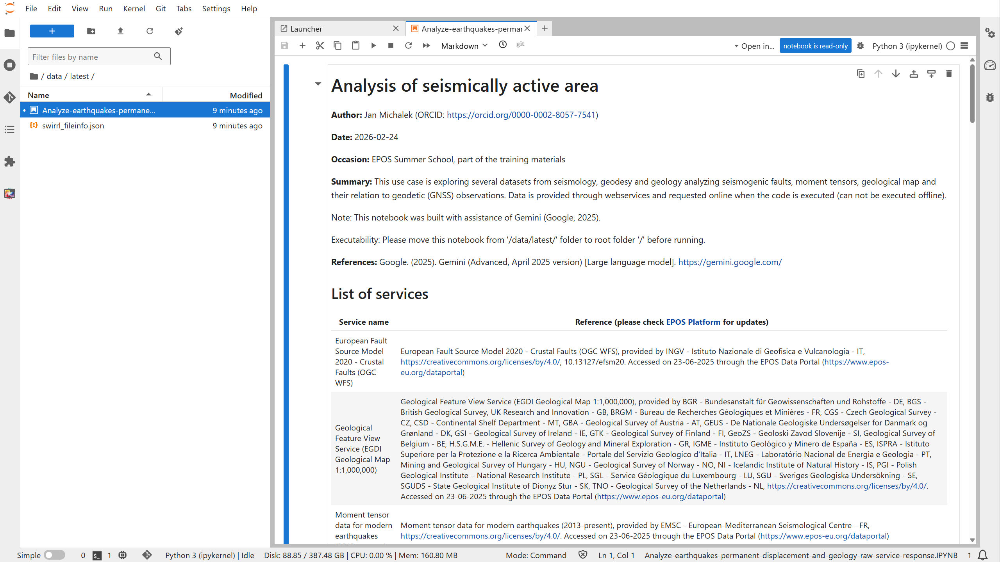 File Edit View Run Kernel Git Tabs Settings Help
Filter files by name
/ data / latest /
Name Modified
Analyze-earthquakes-permane... 9 minutes ago
swirrl_fileinfo.json 9 minutes ago
Launcher
Analyze-earthquakes-permar
Markdown
git
Open in...
notebook is read-only
Python 3 (ipykernel)
Analysis of seismically active area
Author: Jan Michalek (ORCID: https://orcid.org/0000-0002-8057-7541)
Date: 2026-02-24
Occasion: EPOS Summer School, part of the training materials
Summary: This use case is exploring several datasets from seismology, geodesy and geology analyzing seismogenic faults, moment tensors, geological map and
their relation to geodetic (GNSS) observations. Data is provided through webservices and requested online when the code is executed (can not be executed offline).
Note: This notebook was built with assistance of Gemini (Google, 2025).
Executability: Please move this notebook from '/data/latest/' folder to root folder '/' before running.
References: Google. (2025). Gemini (Advanced, April 2025 version) [Large language model]. https://gemini.google.com/
List of services
Service name
Reference (please check EPOS Platform for updates)
European Fault
Source Model
2020 - Crustal
Faults (OGC
WFS)
European Fault Source Model 2020 - Crustal Faults (OGC WFS), provided by INGV - Istituto Nazionale di Geofisica e Vulcanologia - IT,
https://creativecommons.org/licenses/by/4.0/, 10.13127/efsm20. Accessed on 23-06-2025 through the EPOS Data Portal (https://www.epos-
eu.org/dataportal)
Geological
Feature View
Service (EGDI
Geological Map
1:1,000,000)
Geological Feature View Service (EGDI Geological Map 1:1,000,000), provided by BGR - Bundesanstalt für Geowissenschaften und Rohstoffe - DE, BGS -
British Geological Survey, UK Research and Innovation - GB, BRGM - Bureau de Recherches Géologiques et Minières - FR, CGS - Czech Geological Survey -
CZ, CSD - Continental Shelf Department - MT, GBA - Geological Survey of Austria - AT, GEUS - De Nationale Geologiske Undersøgelser for Danmark og
Grønland - DK, GSI - Geological Survey of Ireland - IE, GTK - Geological Survey of Finland - FI, GeoZS - Geoloski Zavod Slovenije - SI, Geological Survey of
Belgium - BE, H.S.G.M.E. - Hellenic Survey of Geology and Mineral Exploration - GR, IGME - Instituto Geológico y Minero de España - ES, ISPRA - Istituto
Superiore per la Protezione e la Ricerca Ambientale - Portale del Servizio Geologico d'Italia - IT, LNEG - Laboratório Nacional de Energia e Geologia - PT,
Mining and Geological Survey of Hungary - HU, NGU - Geological Survey of Norway - NO, NI - Icelandic Institute of Natural History - IS, PGI - Polish
Geological Institute – National Research Institute - PL, SGL - Service Géologique du Luxembourg - LU, SGU - Sveriges Geologiska Undersökning - SE,
SGUDS - State Geological Institute of Dionyz Stur - SK, TNO - Geological Survey of the Netherlands - NL, https://creativecommons.org/licenses/by/4.0/.
Accessed on 23-06-2025 through the EPOS Data Portal (https://www.epos-eu.org/dataportal)
Moment tensor
data for modern
earthquakes
Moment tensor data for modern earthquakes (2013-present), provided by EMSC - European-Mediterranean Seismological Centre - FR,
https://creativecommons.org/licenses/by/4.0/. Accessed on 23-06-2025 through the EPOS Data Portal (https://www.epos-eu.org/dataportal)
Simple 0 $_ 1 Python 3 (ipykernel) | Idle Disk: 88.85 / 387.48 GB | CPU: 0.00 % | Mem: 160.80 MB Mode: Command Ln 1, Col 1 Analyze-earthquakes-permanent-displacement-and-geology-raw-service-response.IPYNB 1